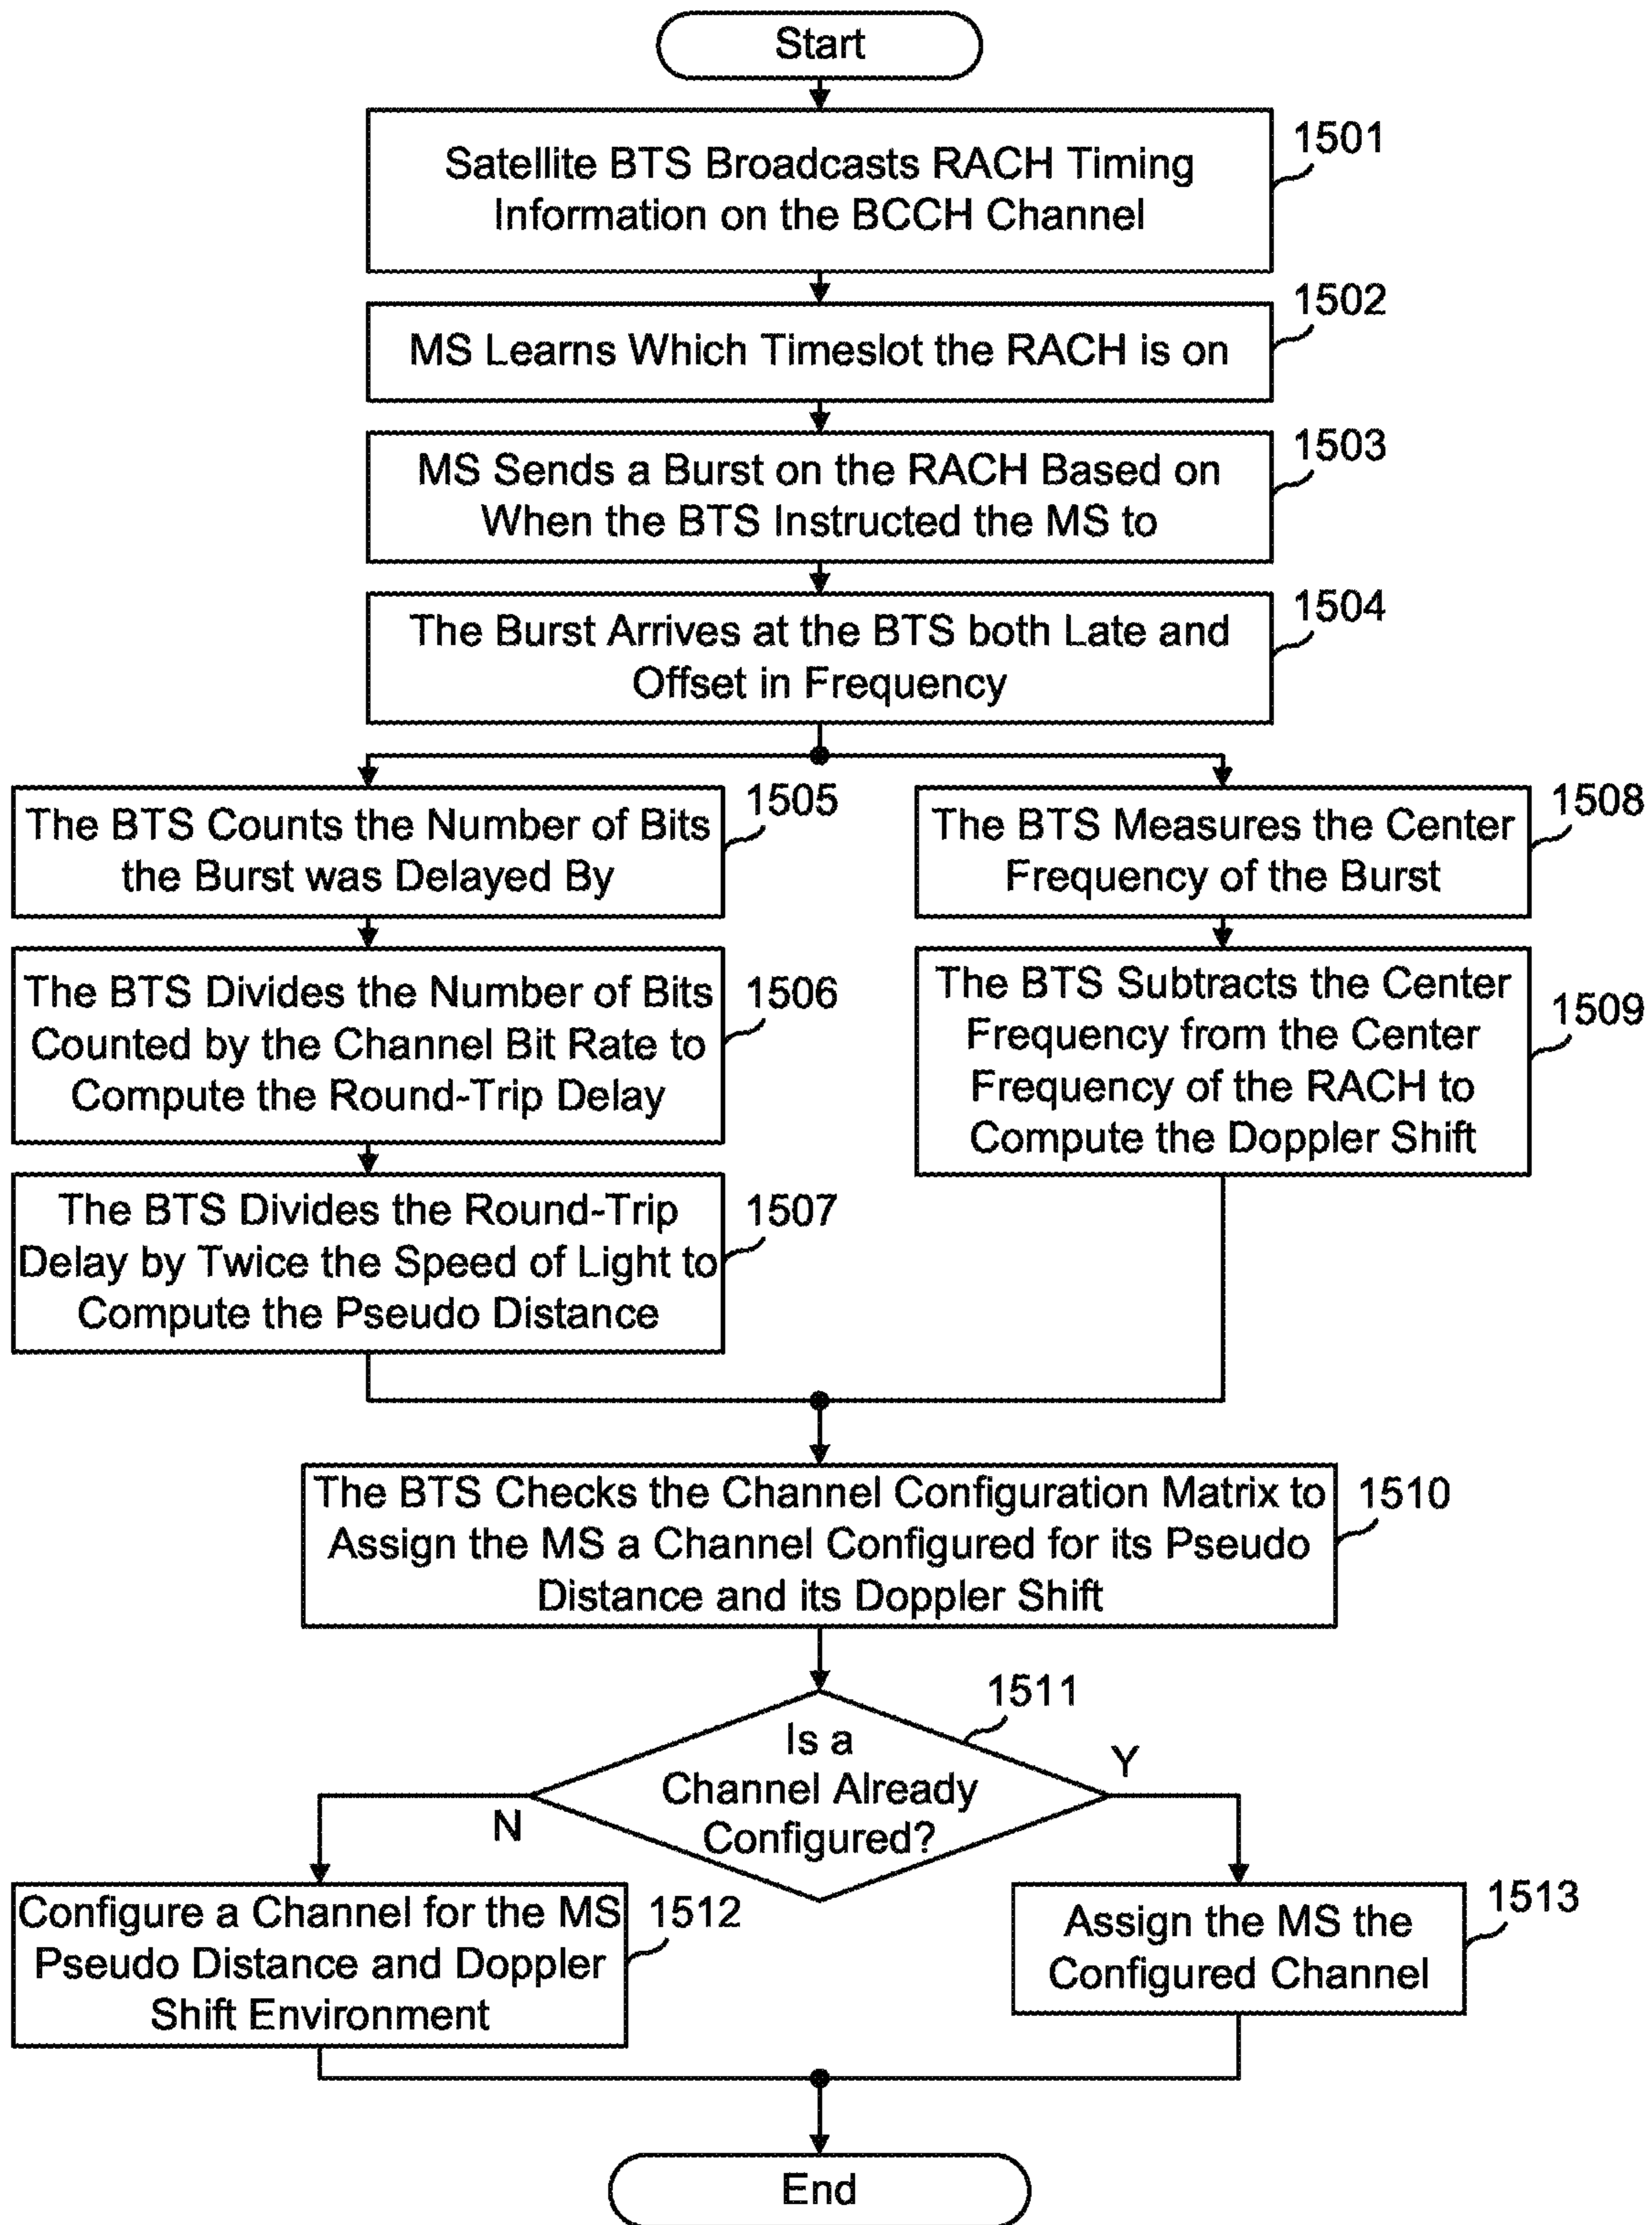 Start
Satellite BTS Broadcasts RACH Timing
Information on the BCCH Channel
1501
MS Learns Which Timeslot the RACH is on
1502
MS Sends a Burst on the RACH Based on
When the BTS Instructed the MS to
1503
The Burst Arrives at the BTS both Late and
Offset in Frequency
1504
The BTS Counts the Number of Bits
the Burst was Delayed By
1505
The BTS Divides the Number of Bits
Counted by the Channel Bit Rate to
Compute the Round-Trip Delay
1506
The BTS Divides the Round-Trip
Delay by Twice the Speed of Light to
Compute the Pseudo Distance
1507
The BTS Measures the Center
Frequency of the Burst
1508
The BTS Subtracts the Center
Frequency from the Center
Frequency of the RACH to
Compute the Doppler Shift
1509
The BTS Checks the Channel Configuration Matrix to
Assign the MS a Channel Configured for its Pseudo
Distance and its Doppler Shift
1510
Is a
Channel Already
Configured?
1511
N
Y
Configure a Channel for the MS
Pseudo Distance and Doppler
Shift Environment
1512
Assign the MS the
Configured Channel
1513
End